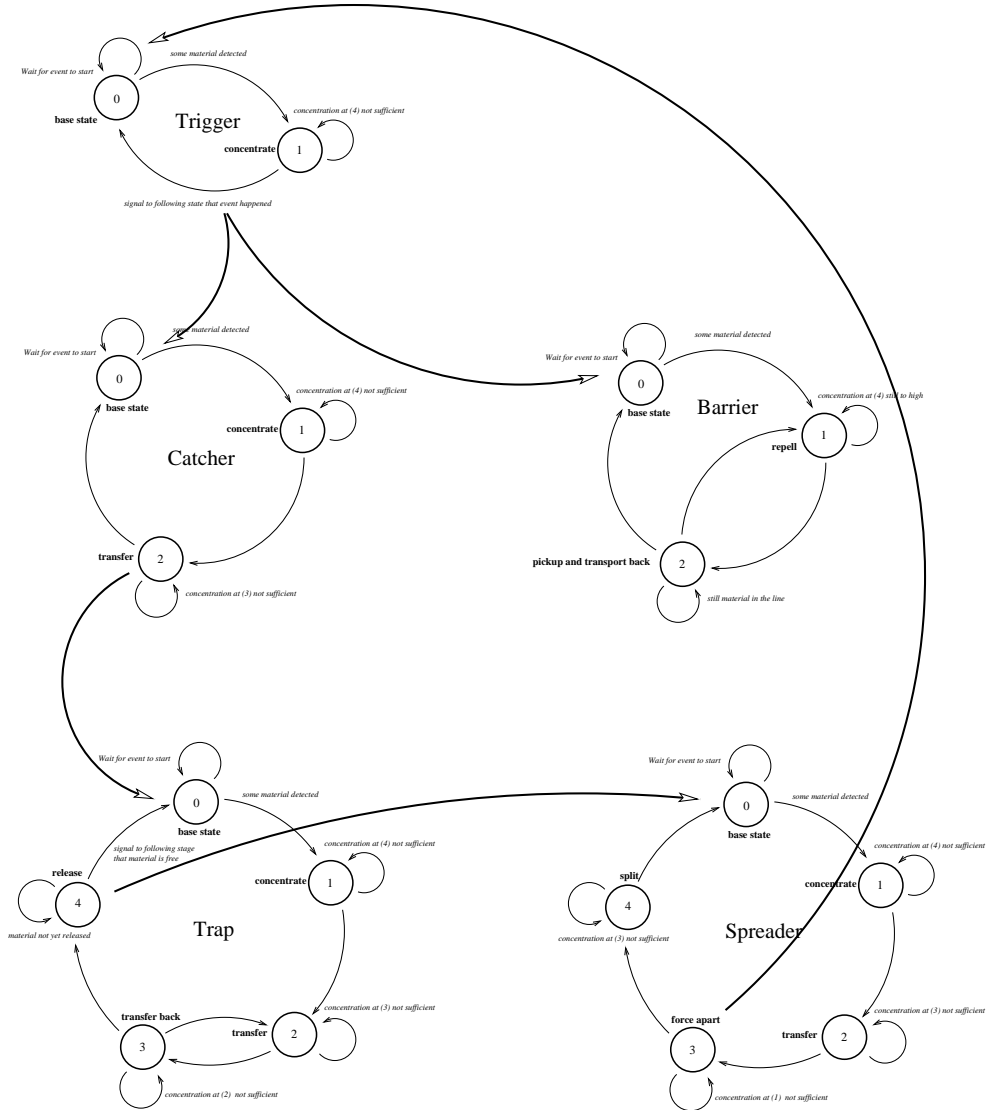 some material detected
Wait for event to start
0
base state
Trigger
concentration at (4) not sufficient
concentrate
1
signal to following state that event happened
some material detected
Wait for event to start
0
base state
concentration at (4) not sufficient
concentrate
1
Catcher
transfer
2
concentration at (3) not sufficient
some material detected
Wait for event to start
0
base state
Barrier
concentration at (4) still to high
repell
1
pickup and transport back
2
still material in the line
Wait for event to start
0
some material detected
base state
signal to following stage
that material is free
concentration at (4) not sufficient
release
concentrate
1
4
material not yet released
Trap
transfer back
concentration at (3) not sufficient
transfer
2
3
concentration at (2) not sufficient
Wait for event to start
0
some material detected
base state
concentration at (4) not sufficient
split
concentrate
1
4
concentration at (3) not sufficient
Spreader
force apart
concentration at (3) not sufficient
transfer
2
3
concentration at (1) not sufficient